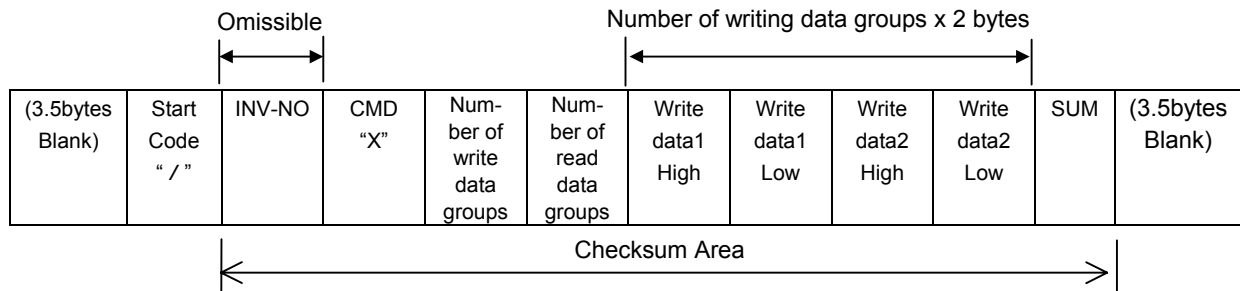 Omissible
Number of writing data groups x 2 bytes
(3.5bytes
Blank)
Start
Code
“ / ”
INV-NO
CMD
“X”
Num-
ber of
write
data
groups
Num-
ber of
read
data
groups
Write
data1
High
Write
data1
Low
Write
data2
High
Write
data2
Low
SUM
(3.5bytes
Blank)
Checksum Area